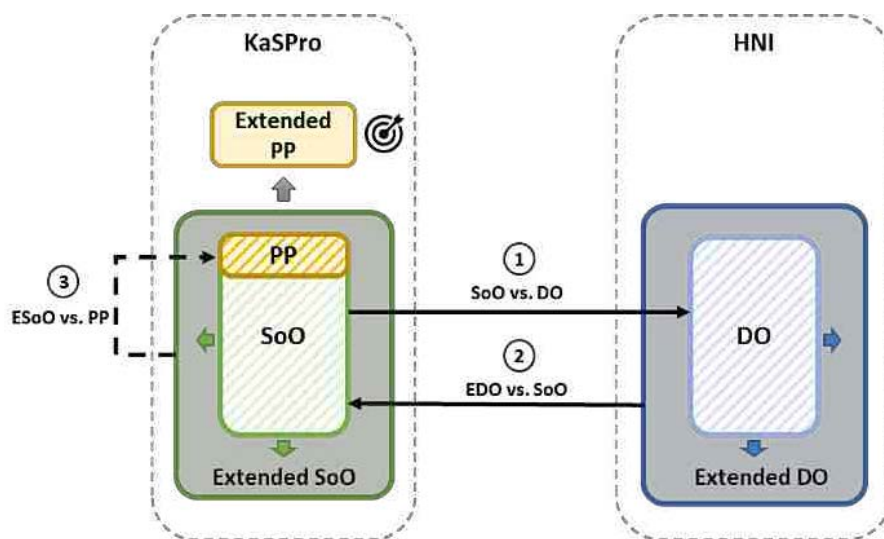 KaSPro
HNI
Extended
PP
PP
1
SoO vs. DO
3
ESoO vs. PP
SoO
DO
2
EDO vs. SoO
Extended SoO
Extended DO